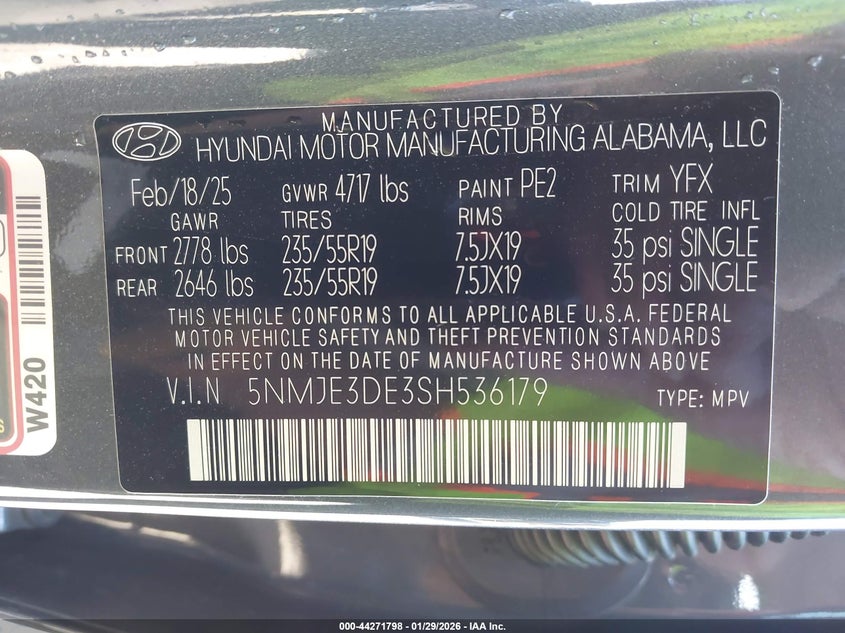 MANUFACTURED BY
HYUNDAI MOTOR MANUFACTURING ALABAMA, LLC
Feb/18/25 GVWR 4717 lbs PAINT PE2 TRIM YFX
GAWR TIRES RIMS COLD TIRE INFL
FRONT 2778 lbs 235/55R19 7.5JX19 35 psi SINGLE
REAR 2646 lbs 235/55R19 7.5JX19 35 psi SINGLE
THIS VEHICLE CONFORMS TO ALL APPLICABLE U.S.A. FEDERAL
MOTOR VEHICLE SAFETY AND THEFT PREVENTION STANDARDS
IN EFFECT ON THE DATE OF MANUFACTURE SHOWN ABOVE
V.I.N 5NMJE3DE3SH536179 TYPE: MPV
W420
000-44271798 - 01/29/2026 - IAA Inc.